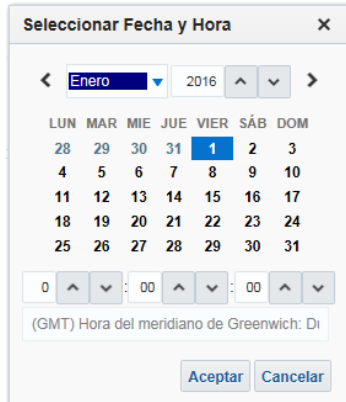 Seleccionar Fecha y Hora
Enero 2016
LUN MAR MIE JUE VIER SÁB DOM
28 29 30 31 1 2 3
4 5 6 7 8 9 10
11 12 13 14 15 16 17
18 19 20 21 22 23 24
25 26 27 28 29 30 31
0 : 00 : 00
(GMT) Hora del meridiano de Greenwich:
Aceptar Cancelar